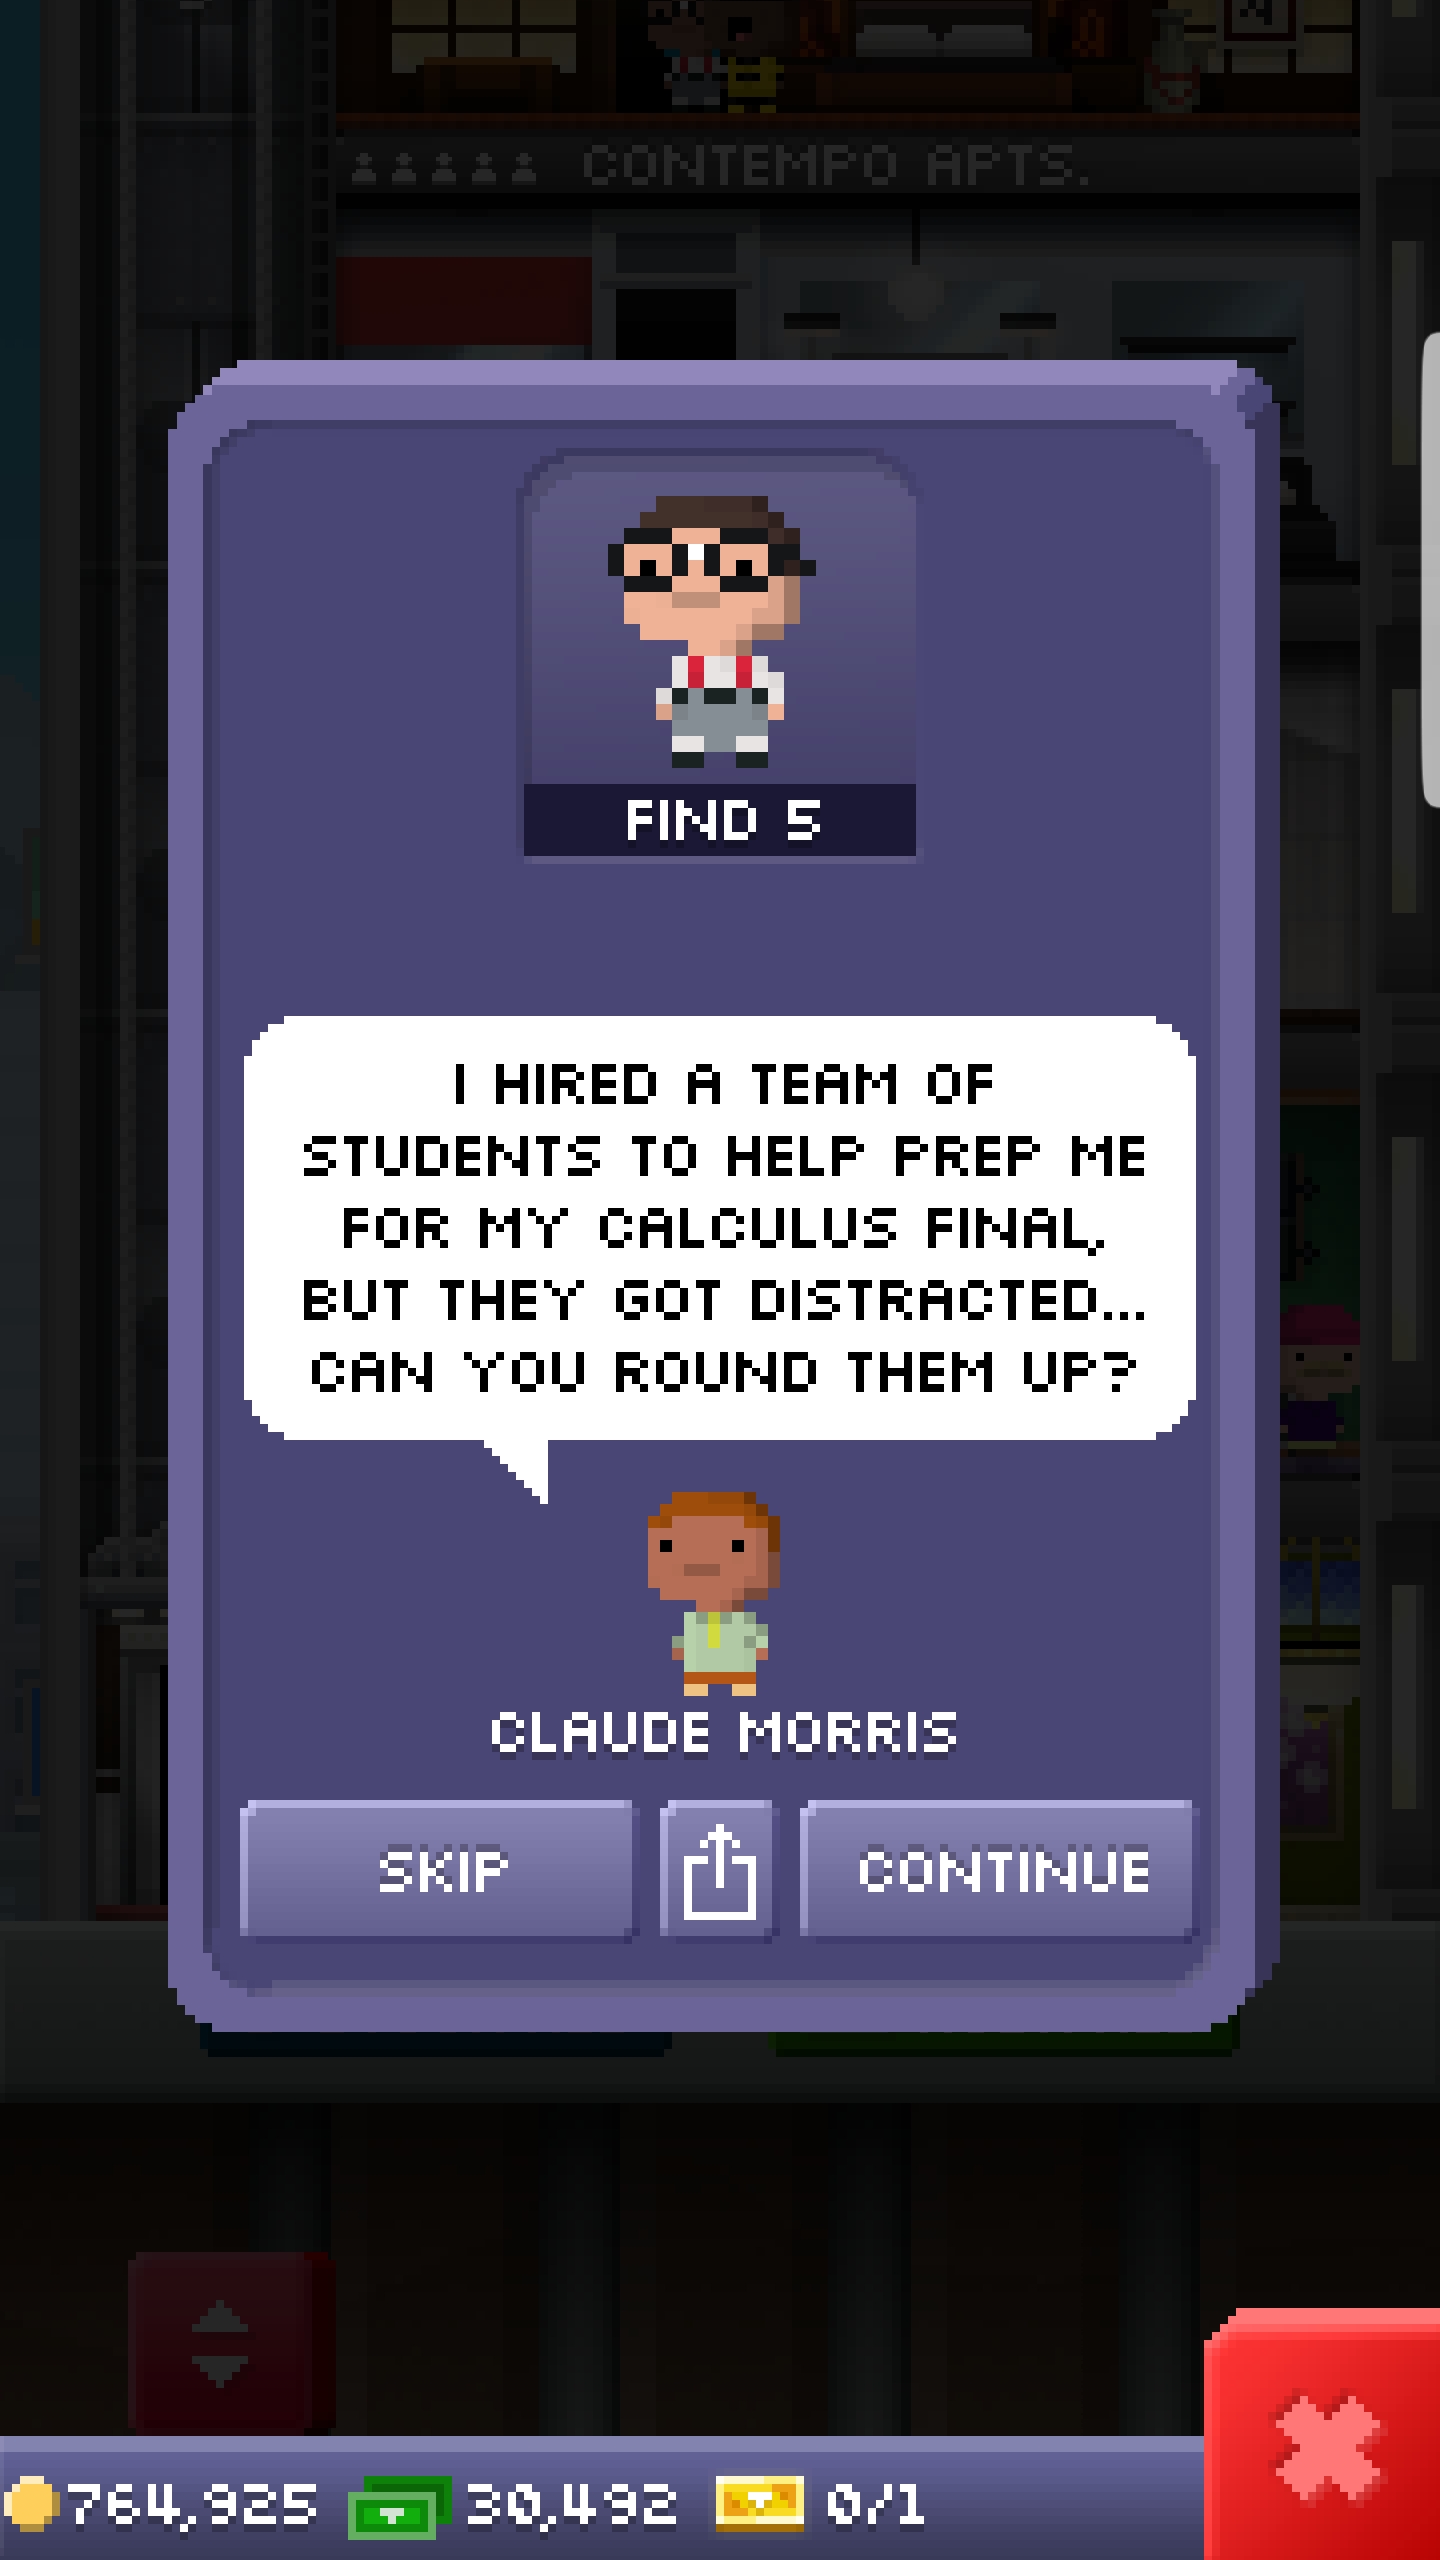 CONTEMPO APTS.
FIND 5
I HIRED A TEAM OF
STUDENTS TO HELP PREP ME
FOR MY CALCULUS FINAL,
BUT THEY GOT DISTRACTED...
CAN YOU ROUND THEM UP?
CLAUDE MORRIS
SKIP
CONTINUE
764,925
30,492
0/1